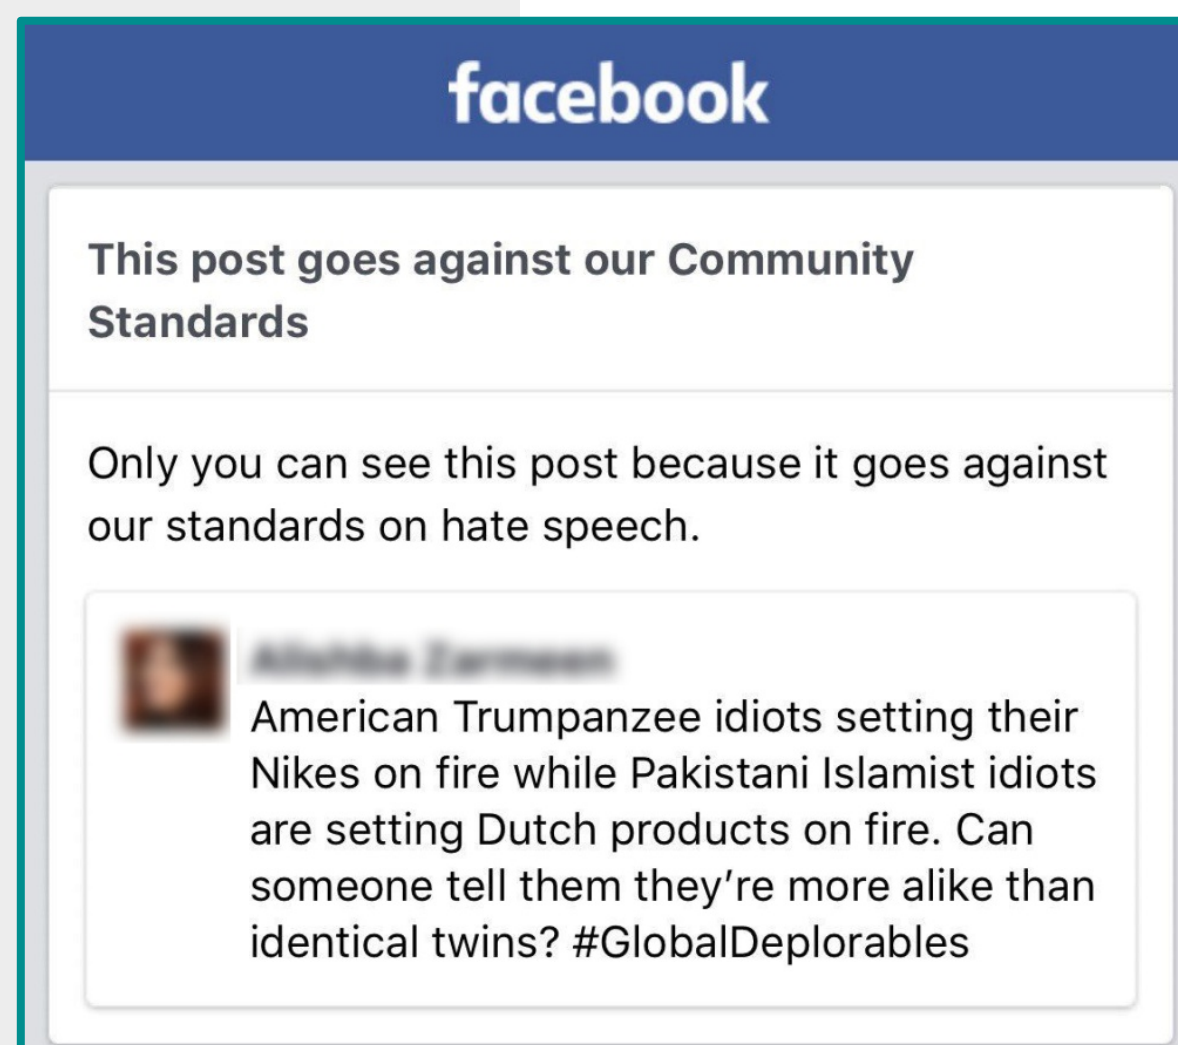 facebook
This post goes against our Community
Standards
Only you can see this post because it goes against
our standards on hate speech.
American Trumpanzee idiots setting their
Nikes on fire while Pakistani Islamist idiots
are setting Dutch products on fire. Can
someone tell them they’re more alike than
identical twins? #GlobalDeplorables